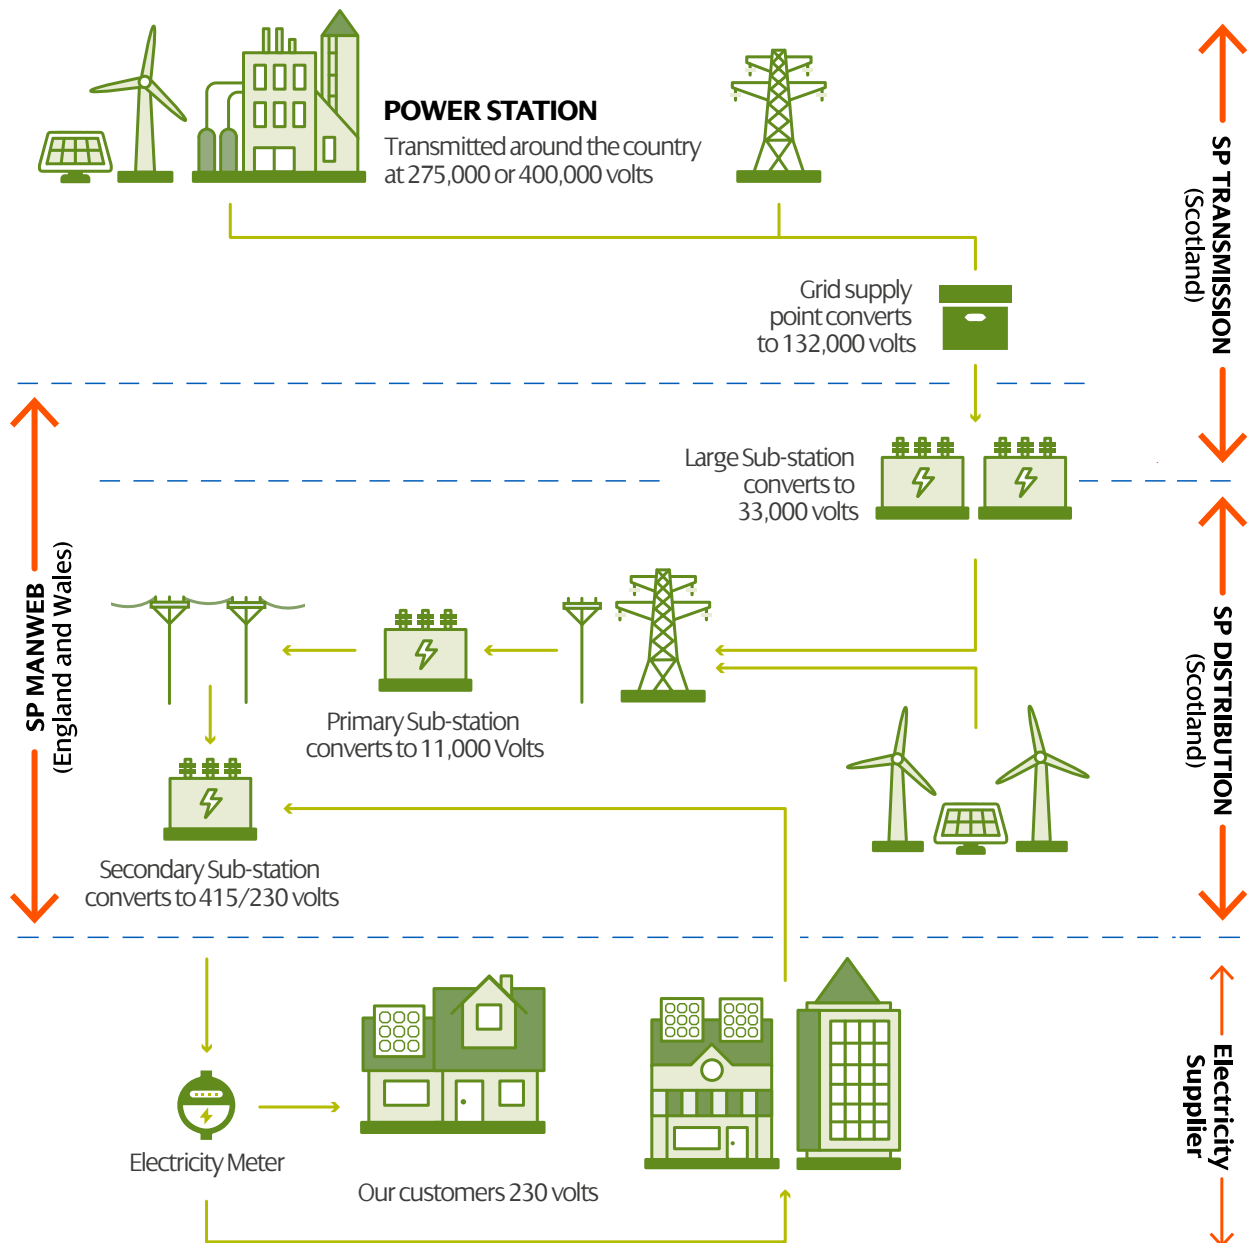 POWER STATION
Transmitted around the country
at 275,000 or 400,000 volts
SP TRANSMISSION
(Scotland)
Grid supply
point converts
to 132,000 volts
Large Sub-station
converts to
33,000 volts
SP MANWEB
(England and Wales)
SP DISTRIBUTION
(Scotland)
Primary Sub-station
converts to 11,000 Volts
Secondary Sub-station
converts to 415/230 volts
Electricity
Supplier
Electricity Meter
Our customers 230 volts